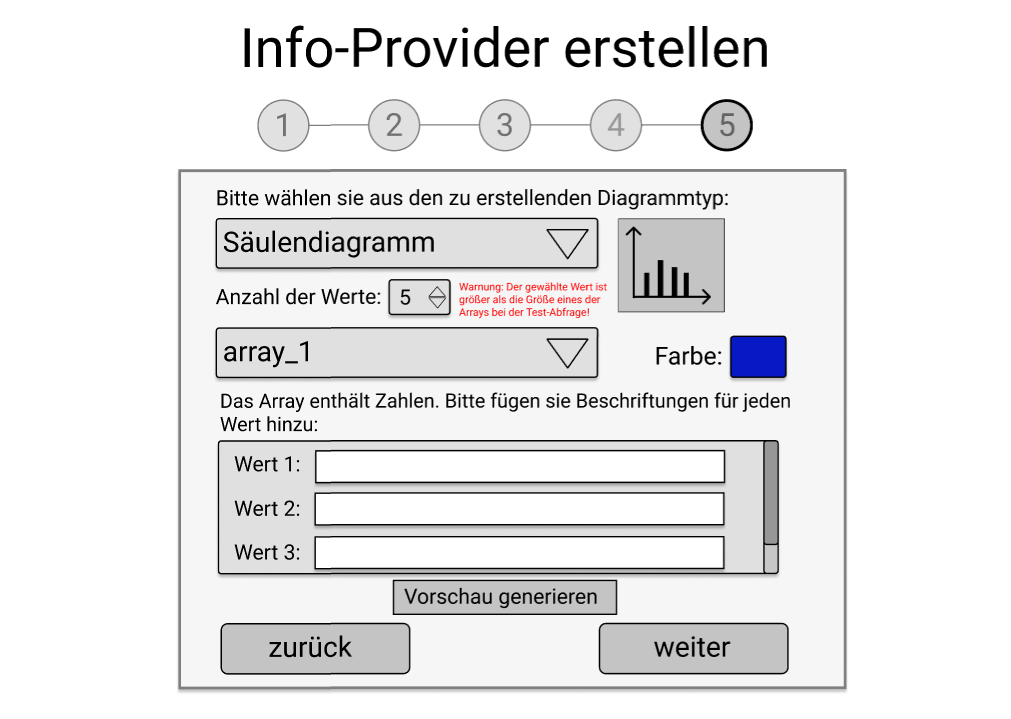 Info-Provider erstellen
1 2 3 4 5
Bitte wählen sie aus den zu erstellenden Diagrammtyp:
Säulendiagramm
Anzahl der Werte: 5
Warnung: Der gewählte Wert ist
größer als die Größe eines der
Arrays bei der Test-Abfrage!
array_1
Farbe:
Das Array enthält Zahlen. Bitte fügen sie Beschriftungen für jeden
Wert hinzu:
Wert 1:
Wert 2:
Wert 3:
Vorschau generieren
zurück
weiter